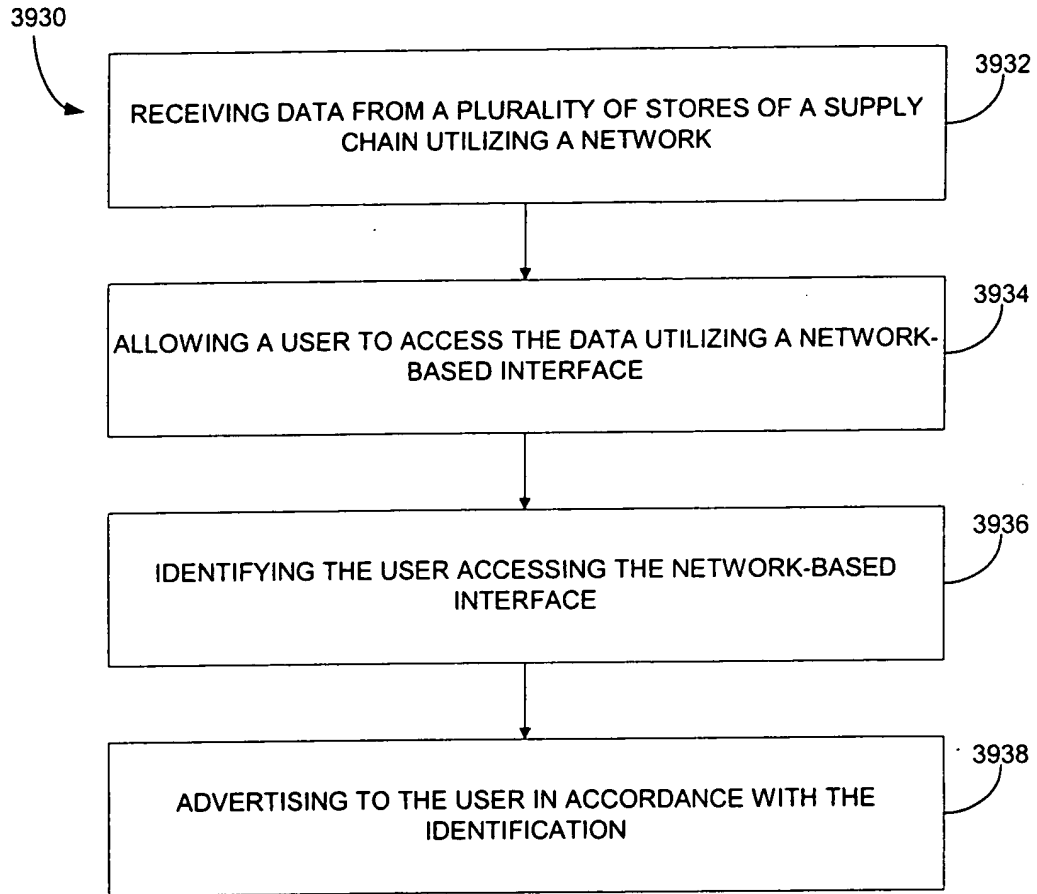 3930
3932
RECEIVING DATA FROM A PLURALITY OF STORES OF A SUPPLY
CHAIN UTILIZING A NETWORK
3934
ALLOWING A USER TO ACCESS THE DATA UTILIZING A NETWORK-
BASED INTERFACE
3936
IDENTIFYING THE USER ACCESSING THE NETWORK-BASED
INTERFACE
3938
ADVERTISING TO THE USER IN ACCORDANCE WITH THE
IDENTIFICATION